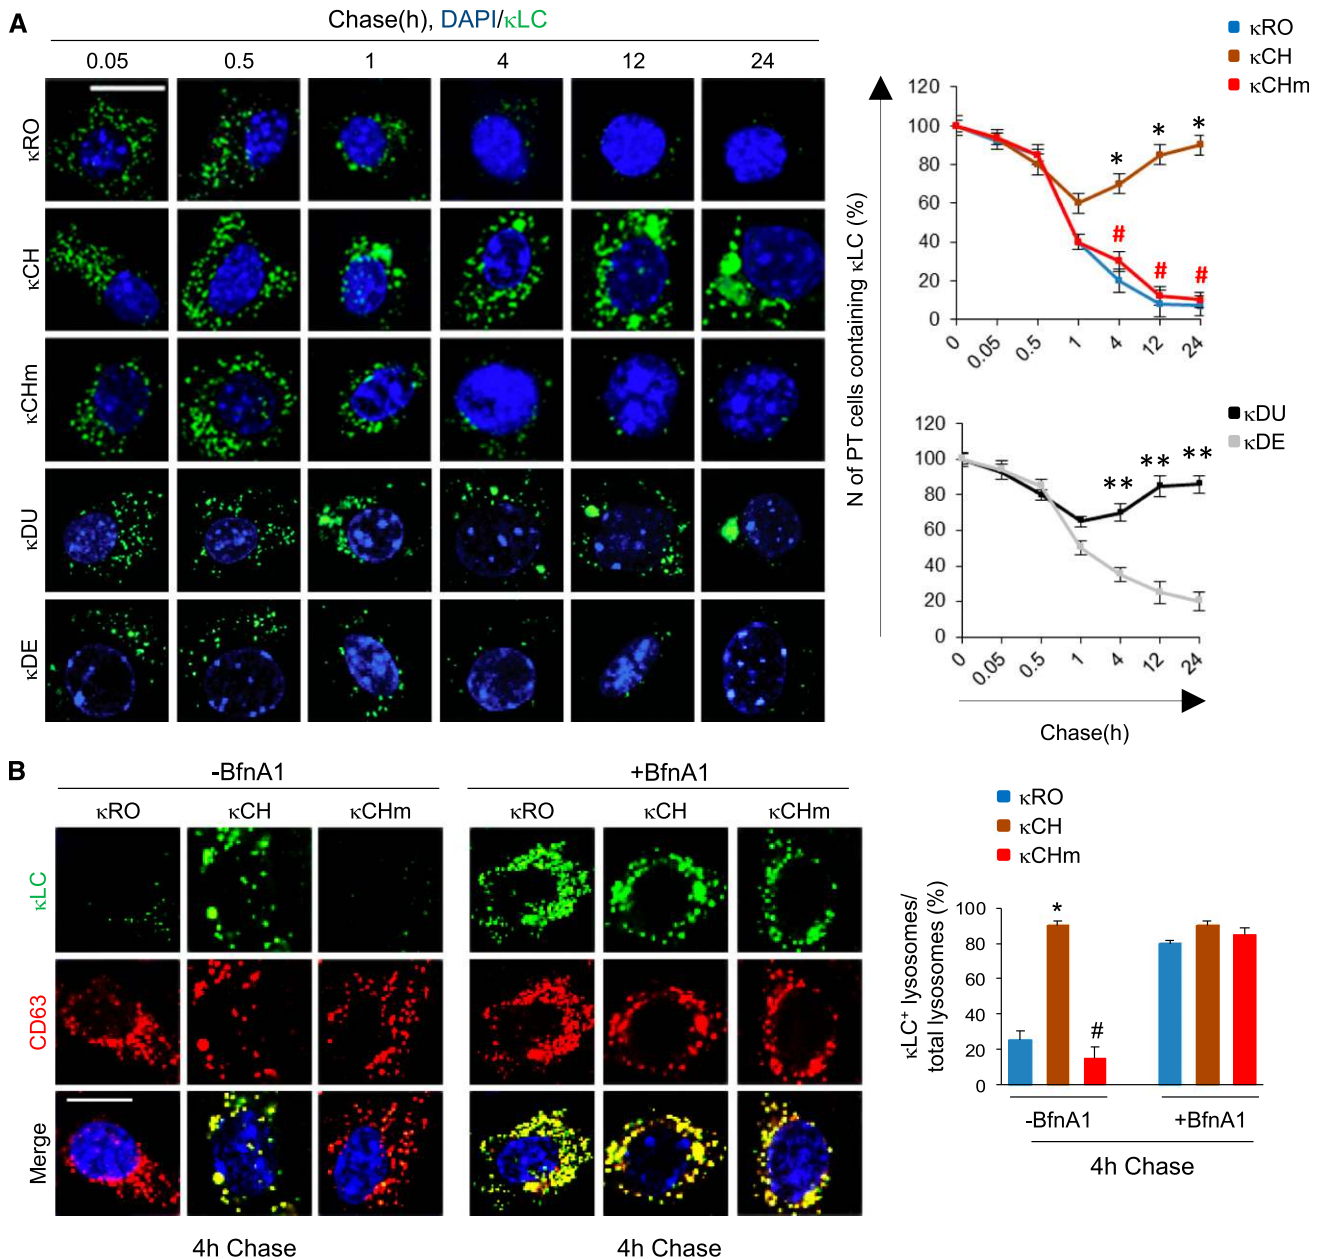 A
Chase(h), DAPI/κLC
0.05 0.5 1 4 12 24
κRO
κCH
κCHm
κDU
κDE
κRO
κCH
κCHm
N of PT cells containing κLC (%)
120
100
80
60
40
20
0
* * *
# # #
0 0.05 0.5 1 4 12 24
κDU
κDE
120
100
80
60
40
20
0
** ** **
0 0.05 0.5 1 4 12 24
Chase(h)
B
-BfnA1 +BfnA1
κRO κCH κCHm κRO κCH κCHm
κLC
CD63
Merge
4h Chase 4h Chase
κRO
κCH
κCHm
κLC⁺ lysosomes/
total lysosomes (%)
100
80
60
40
20
0
* #
-BfnA1 +BfnA1
4h Chase